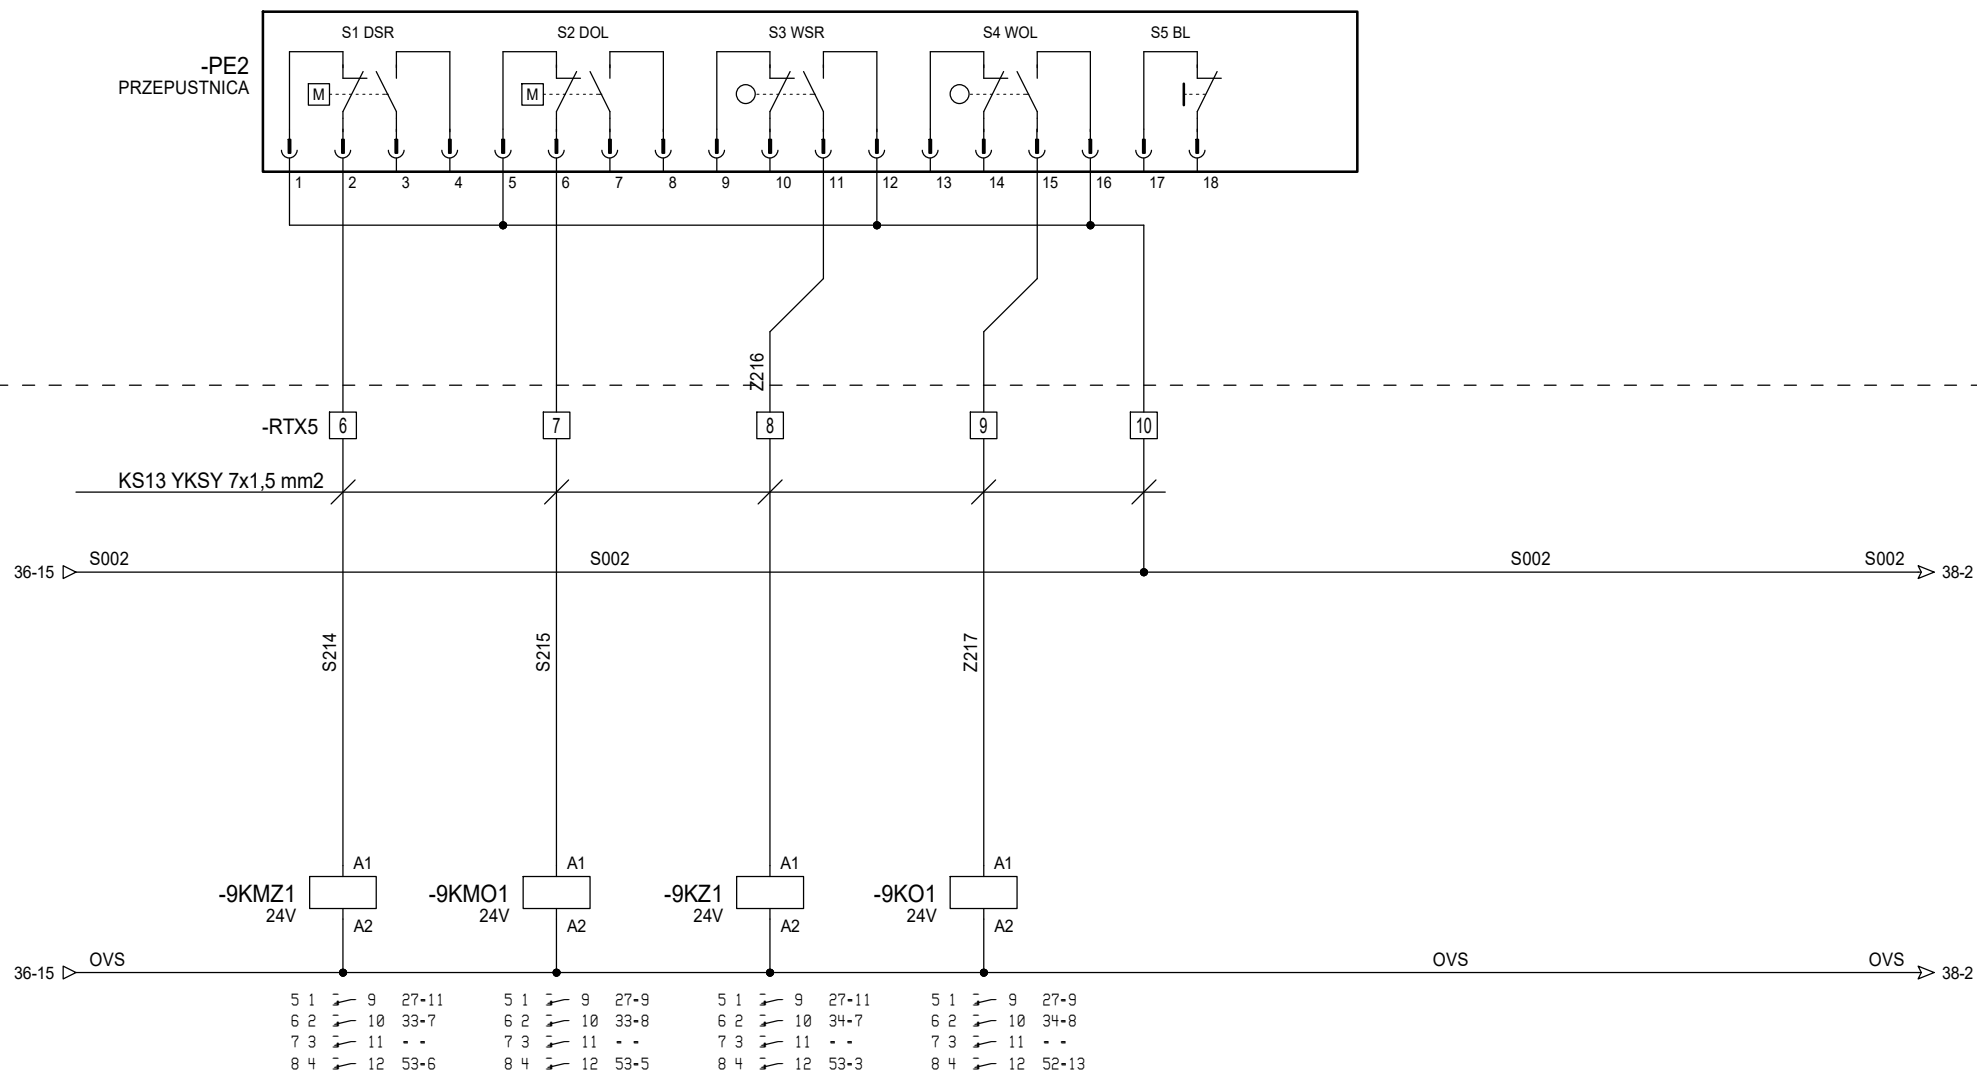 S1 DSR S2 DOL S3 WSR S4 WOL S5 BL
-PE2
PRZEPUSTNICA
M M
1 2 3 4 5 6 7 8 9 10 11 12 13 14 15 16 17 18
Z216
-RTX5 6 7 8 9 10
KS13 YKSY 7x1,5 mm2
36-15 S002 S002 S002 S002 38-2
S214 S215 Z217
A1 A1 A1 A1
-9KMZ1 -9KMO1 -9KZ1 -9KO1
24V 24V 24V 24V
A2 A2 A2 A2
36-15 OVS OVS OVS 38-2
5 1 9 27-11 5 1 9 27-9 5 1 9 27-11 5 1 9 27-9
6 2 10 33-7 6 2 10 33-8 6 2 10 34-7 6 2 10 34-8
7 3 11 - - 7 3 11 - - 7 3 11 - - 7 3 11 - -
8 4 12 53-6 8 4 12 53-5 8 4 12 53-3 8 4 12 52-13